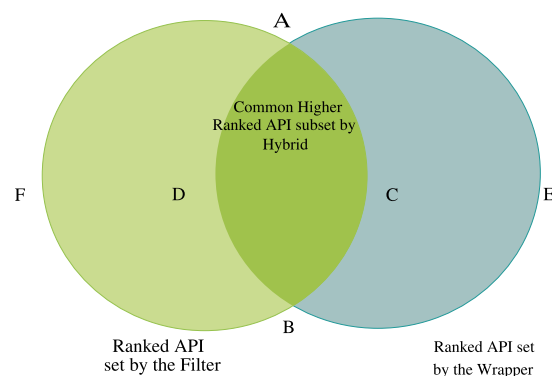 A
Common Higher
Ranked API subset by
Hybrid
F
D
C
E
B
Ranked API
set by the Filter
Ranked API set
by the Wrapper